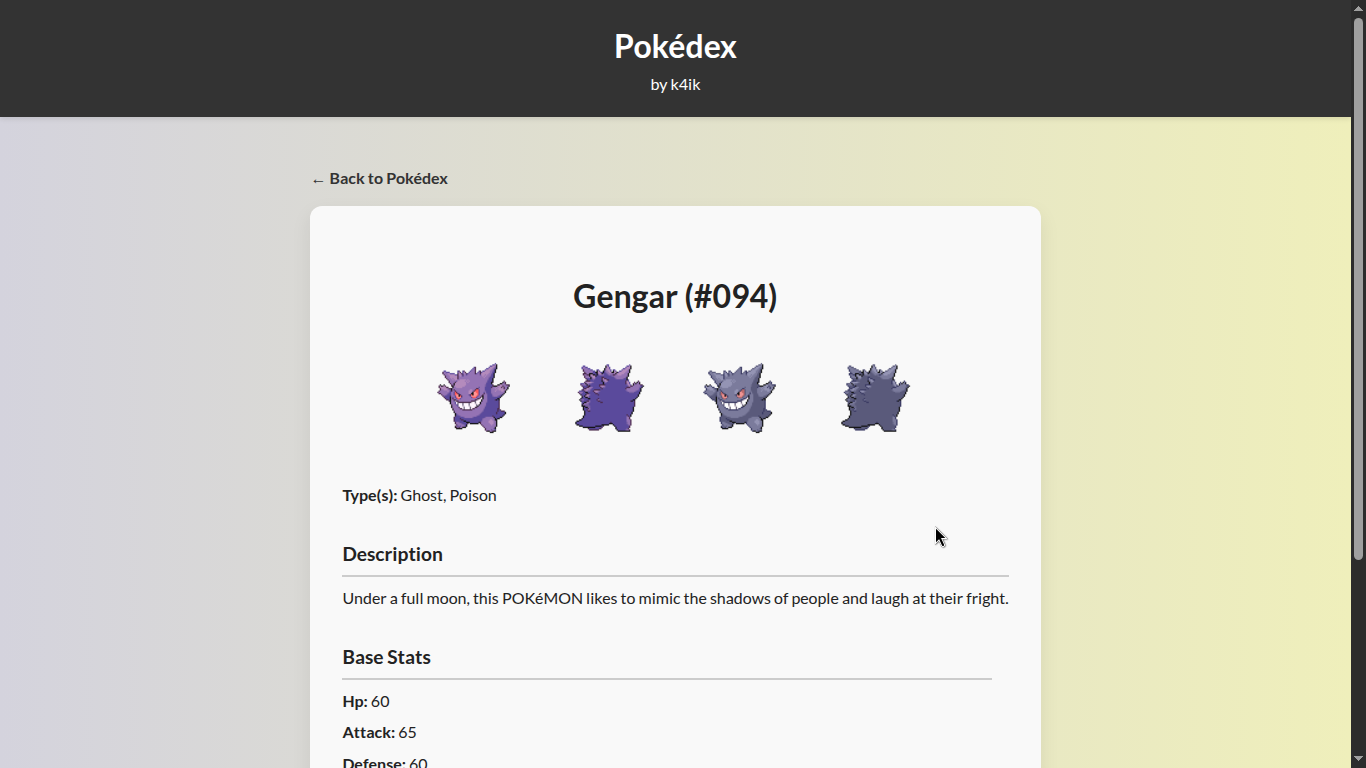 Pokédex
by k4ik
← Back to Pokédex
Gengar (#094)
Type(s): Ghost, Poison
Description
Under a full moon, this POKéMON likes to mimic the shadows of people and laugh at their fright.
Base Stats
Hp: 60
Attack: 65
Defense: 60